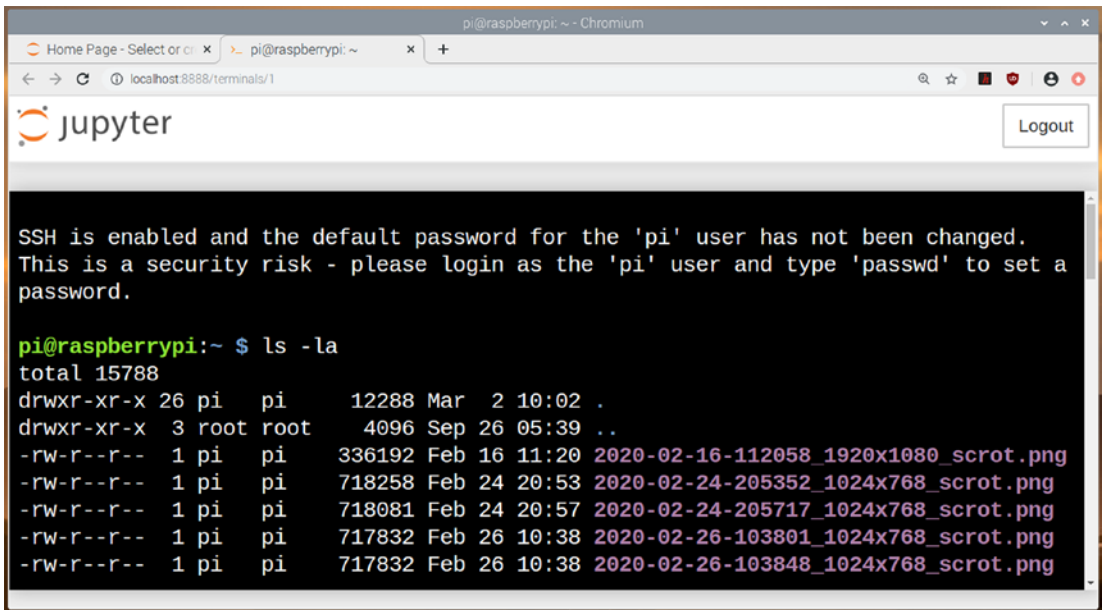 pi@raspberrypi: ~ - Chromium
Home Page - Select or cr
pi@raspberrypi: ~
localhost:8888/terminals/1
jupyter
Logout
SSH is enabled and the default password for the 'pi' user has not been changed.
This is a security risk - please login as the 'pi' user and type 'passwd' to set a
password.
pi@raspberrypi:~ $ ls -la
total 15788
drwxr-xr-x 26 pi   pi     12288 Mar  2 10:02 .
drwxr-xr-x  3 root root    4096 Sep 26 05:39 ..
-rw-r--r--  1 pi   pi    336192 Feb 16 11:20 2020-02-16-112058_1920x1080_scrot.png
-rw-r--r--  1 pi   pi    718258 Feb 24 20:53 2020-02-24-205352_1024x768_scrot.png
-rw-r--r--  1 pi   pi    718081 Feb 24 20:57 2020-02-24-205717_1024x768_scrot.png
-rw-r--r--  1 pi   pi    717832 Feb 26 10:38 2020-02-26-103801_1024x768_scrot.png
-rw-r--r--  1 pi   pi    717832 Feb 26 10:38 2020-02-26-103848_1024x768_scrot.png